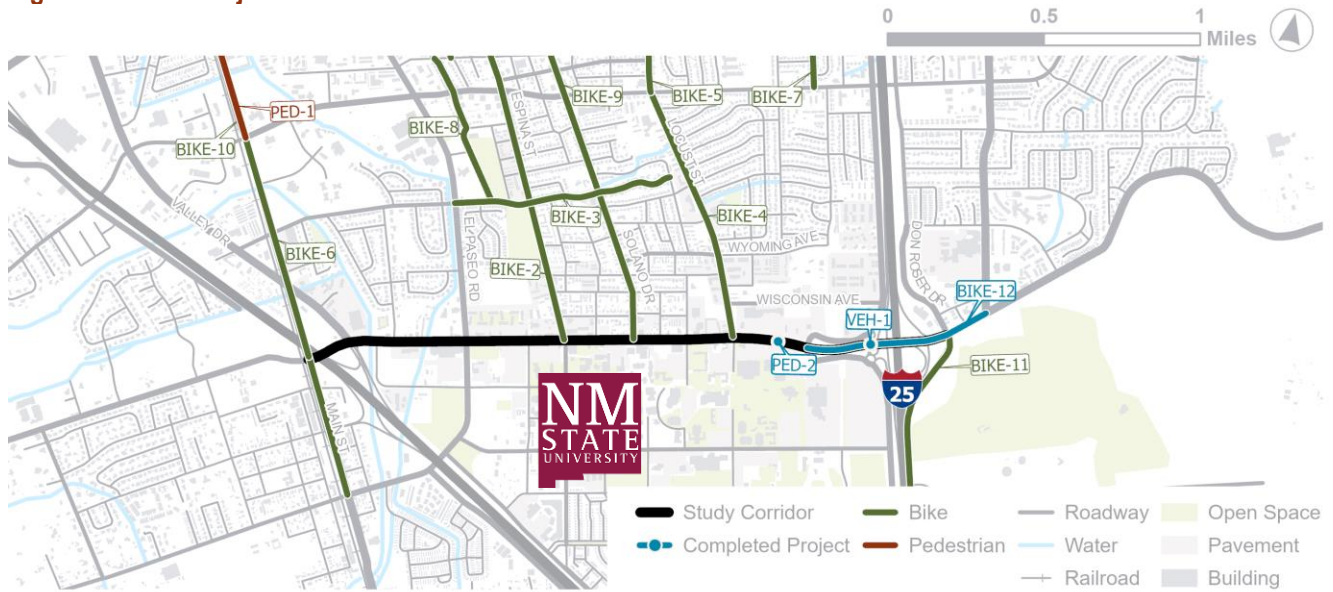 0 0.5 1
Miles
PED-1
BIKE-10
BIKE-8
ESPINA ST
BIKE-9
BIKE-5
BIKE-7
LOCUST ST
VALLEY DR
BIKE-6
EL PASEO RD
BIKE-3
BIKE-2
SOLANO DR
BIKE-4
WYOMING AVE
DON ROSER DR
WISCONSIN AVE
BIKE-12
VEH-1
PED-2
BIKE-11
25
MAIN ST
NM
STATE
UNIVERSITY
Study Corridor Bike Roadway Open Space
Completed Project Pedestrian Water Pavement
Railroad Building